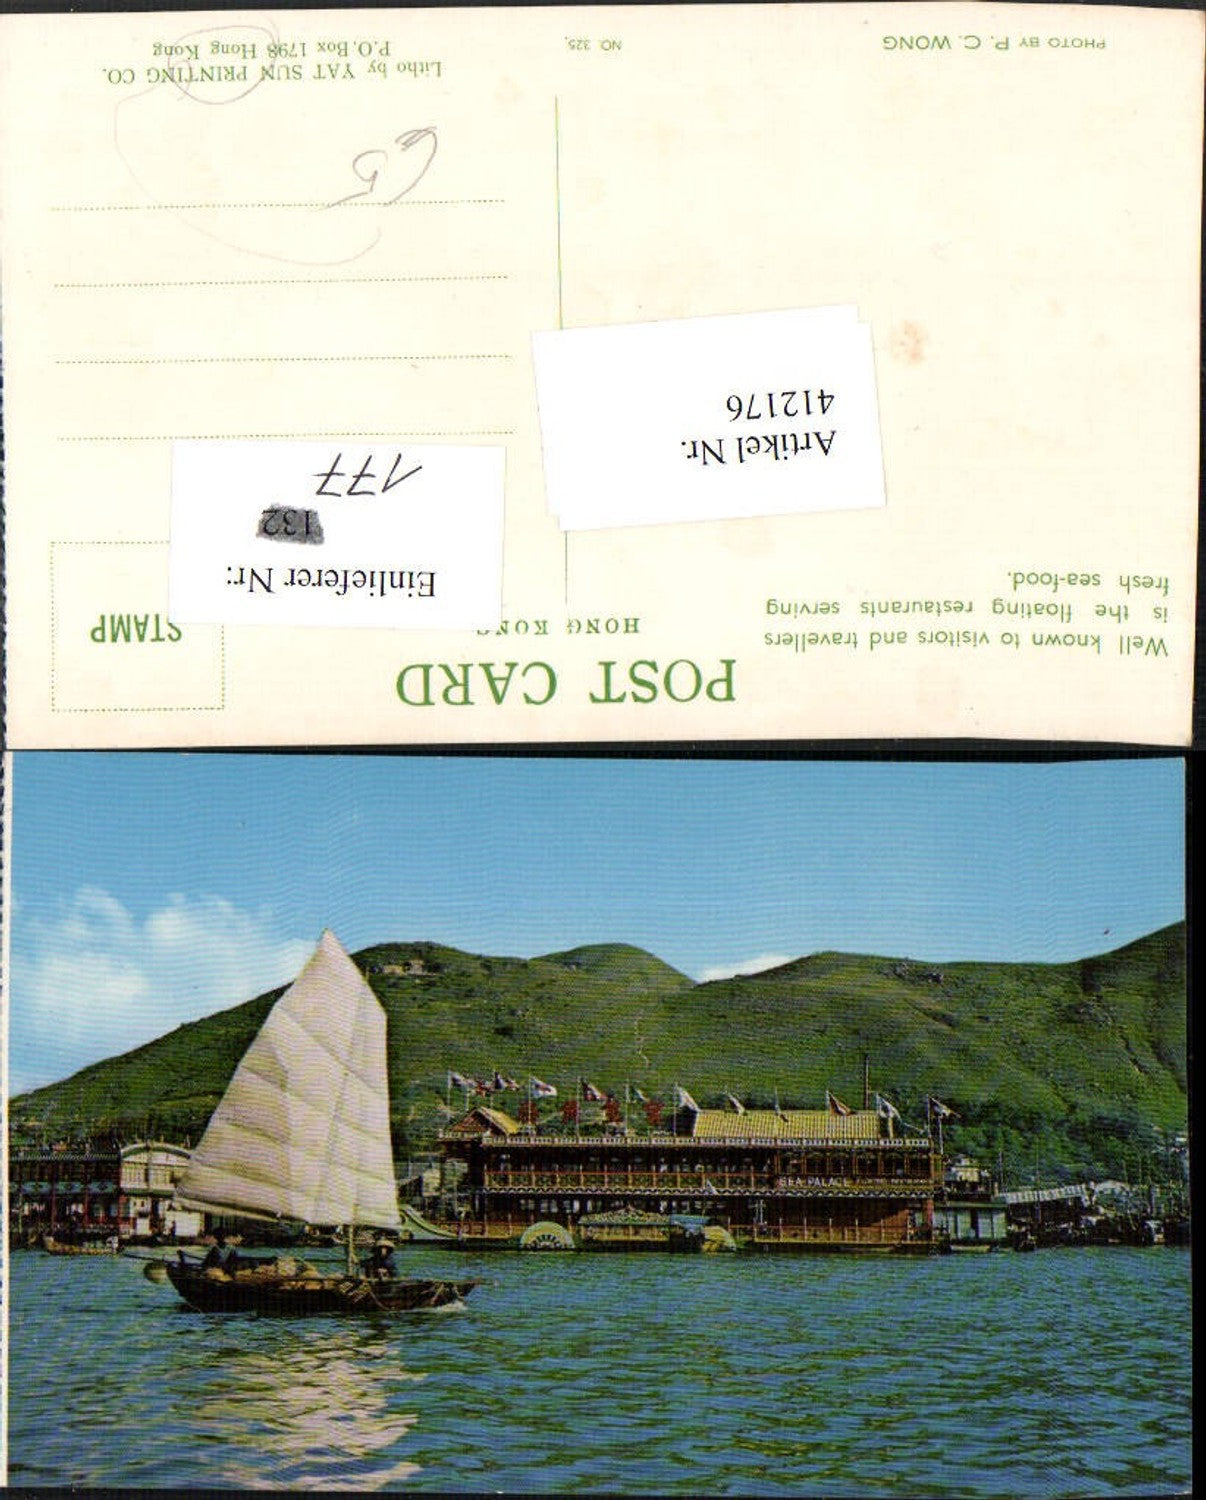 POST CARD
HONG KONG
Well known to visitors and travellers
is the floating restaurants serving
fresh sea-food.
STAMP
Einlieferer Nr:
132
177
Artikel Nr.
412176
PHOTO BY P. C. WONG
NO. 325.
Litho by YAT SUN PRINTING CO.
P.O.Box 1798 Hong Kong
SEA PALACE